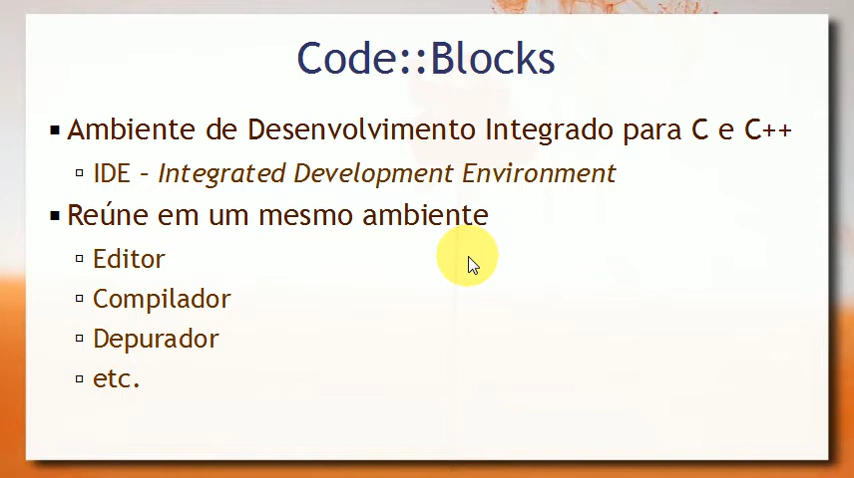 Code::Blocks
Ambiente de Desenvolvimento Integrado para C e C++
IDE – Integrated Development Environment
Reúne em um mesmo ambiente
Editor
Compilador
Depurador
etc.